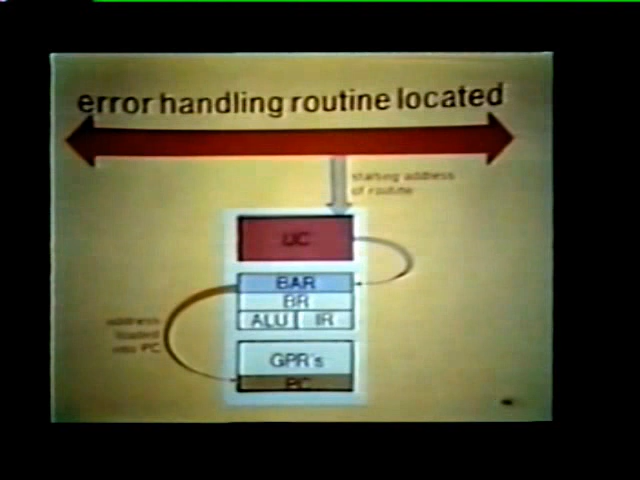 error handling routine located
starting address
of routine
UC
BAR
BR
ALU IR
GPR's
PC
address
loaded
into PC